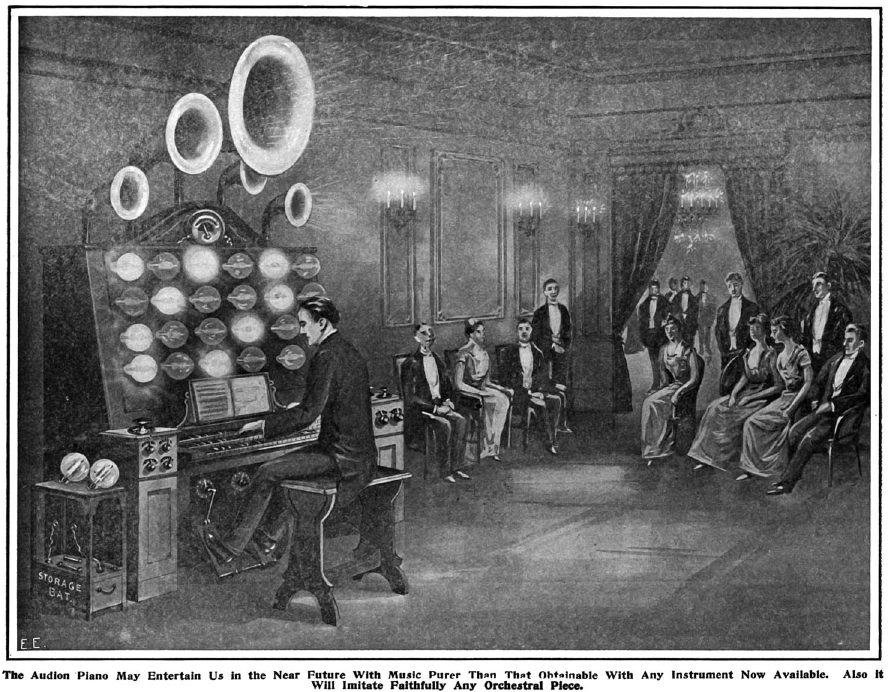 STORAGE
BAT.
E.E.
The Audion Piano May Entertain Us in the Near Future With Music Purer Than That Obtainable With Any Instrument Now Available. Also It
Will Imitate Faithfully Any Orchestral Piece.